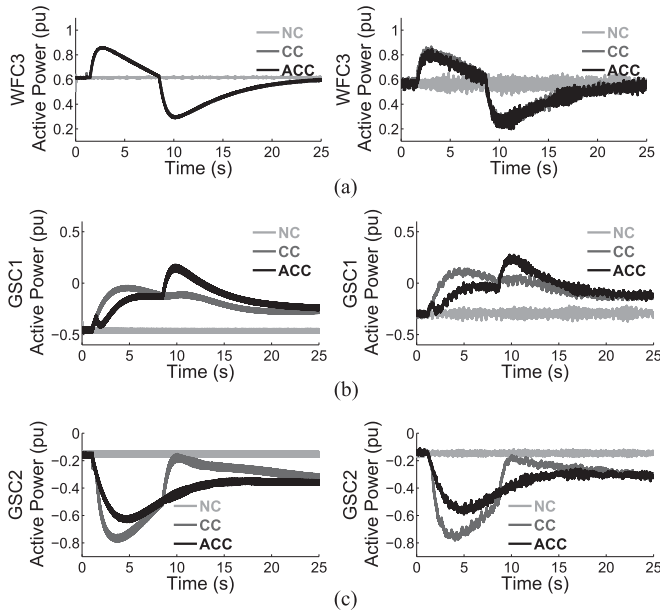 WFC3
Active Power (pu)
1
0.8
0.6
0.4
0.2
0 5 10 15 20 25
Time (s)
NC
CC
ACC
WFC3
Active Power (pu)
1
0.8
0.6
0.4
0.2
0 5 10 15 20 25
Time (s)
NC
CC
ACC
(a)
GSC1
Active Power (pu)
0.5
0
−0.5
0 5 10 15 20 25
Time (s)
NC
CC
ACC
GSC1
Active Power (pu)
0.5
0
−0.5
0 5 10 15 20 25
Time (s)
NC
CC
ACC
(b)
GSC2
Active Power (pu)
0
−0.2
−0.4
−0.6
−0.8
0 5 10 15 20 25
Time (s)
NC
CC
ACC
GSC2
Active Power (pu)
0
−0.2
−0.4
−0.6
−0.8
0 5 10 15 20 25
Time (s)
NC
CC
ACC
(c)